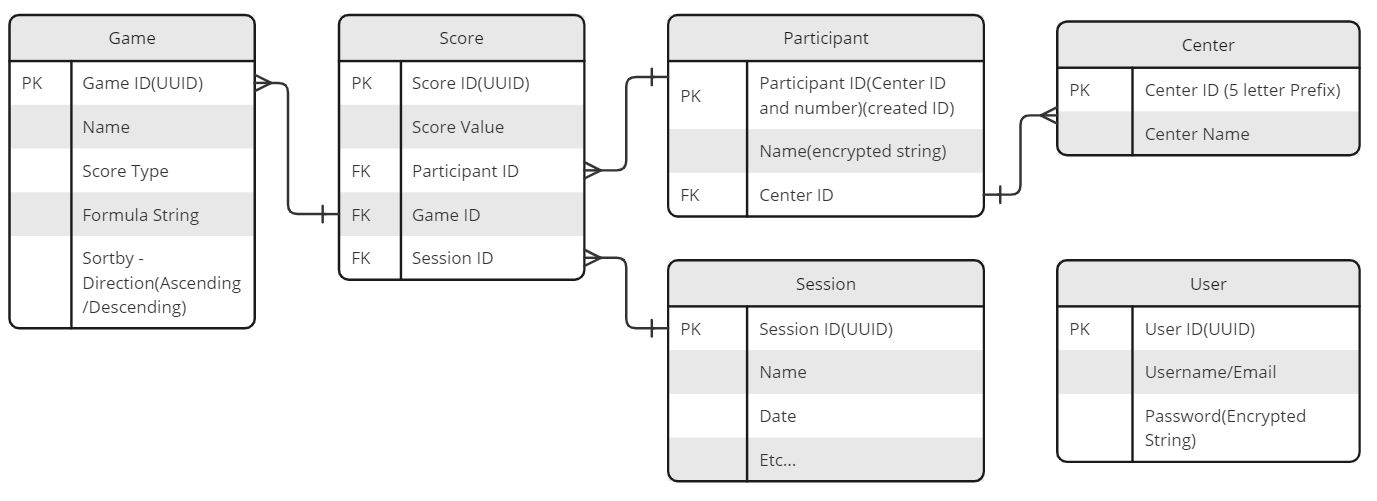 Game
PK Game ID(UUID)
Name
Score Type
Formula String
Sortby -
Direction(Ascending
/Descending)
Score
PK Score ID(UUID)
Score Value
FK Participant ID
FK Game ID
FK Session ID
Participant
PK Participant ID(Center ID
and number)(created ID)
Name(encrypted string)
FK Center ID
Center
PK Center ID (5 letter Prefix)
Center Name
Session
PK Session ID(UUID)
Name
Date
Etc...
User
PK User ID(UUID)
Username/Email
Password(Encrypted
String)